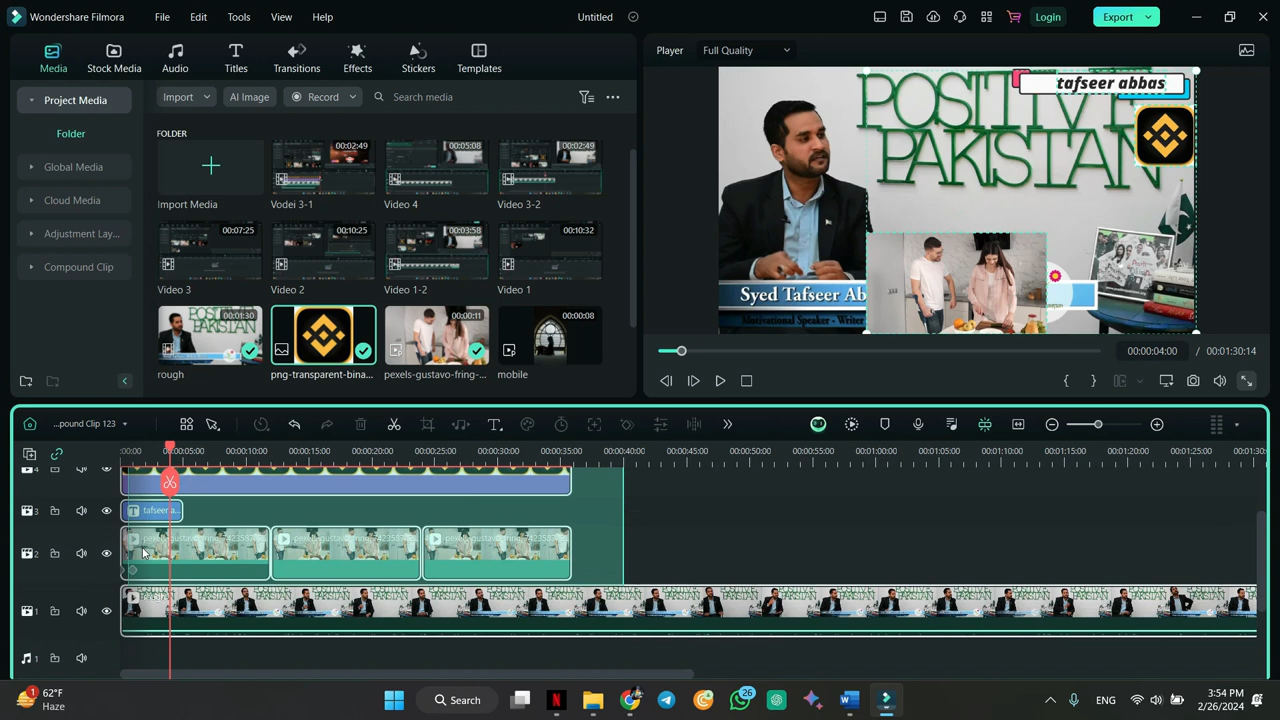 Wondershare Filmora File Edit Tools View Help Untitled Login Export
Media Stock Media Audio Titles Transitions Effects Stickers Templates
Player Full Quality
Project Media Import AI Image Record Search media
Folder
Global Media
Cloud Media
Adjustment Lay...
Compound Clip
FOLDER
00:02:49 00:05:08 00:02:49
Import Media Vodei 3-1 Video 4 Video 3-2
00:07:25 00:10:25 00:03:58 00:10:32
Video 3 Video 2 Video 1-2 Video 1
00:01:30 00:00:11 00:00:08
rough png-transparent-bina... pexels-gustavo-fring-... mobile
POSITIVE
PAKISTAN
tafseer abbas
Syed Tafseer Ab
Motivational Speaker - Writer
00:00:04:00 / 00:01:30:14
...pound Clip 123
:00:00 00:00:05:00 00:00:10:00 00:00:15:00 00:00:20:00 00:00:25:00 00:00:30:00 00:00:35:00 00:00:40:00 00:00:45:00 00:00:50:00 00:00:55:00 00:01:00:00 00:01:05:00 00:01:10:00 00:01:15:00 00:01:20:00 00:01:25:00 00:01:30:
4
3 T tafseer a...
2
1
1
1 62°F
Haze
Search
26
ENG
3:54 PM
2/26/2024